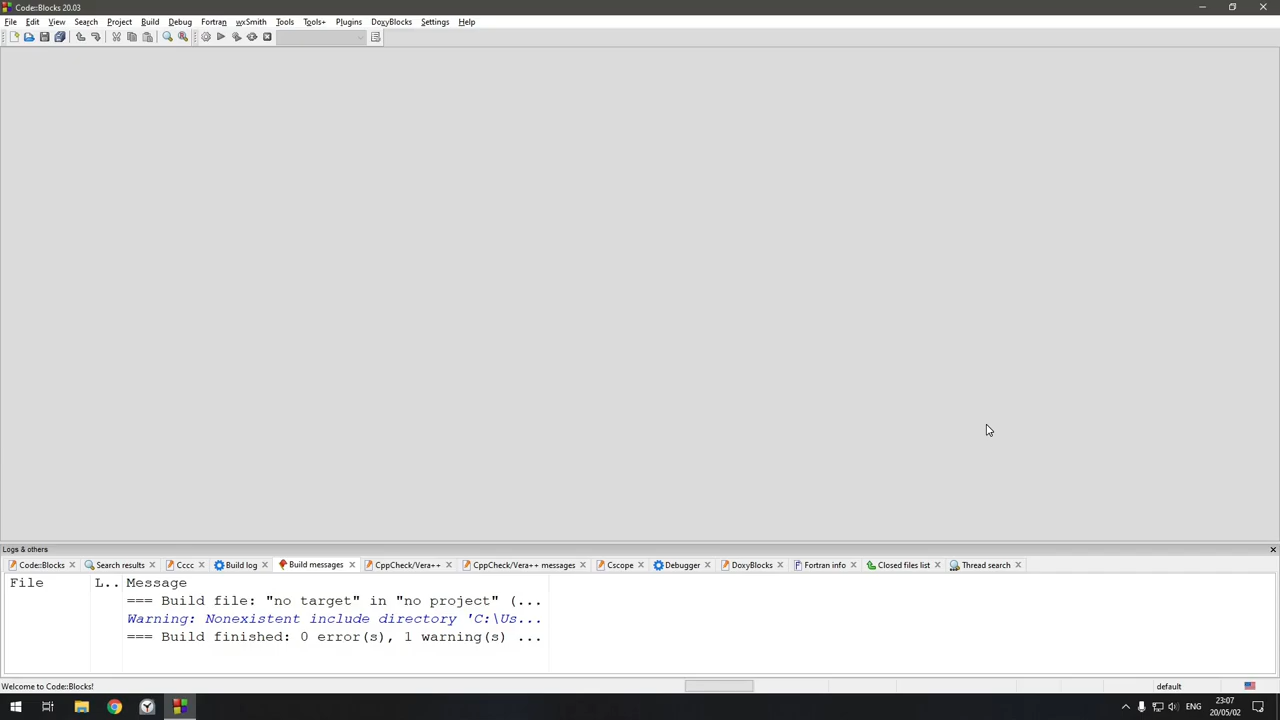 Code::Blocks 20.03
File Edit View Search Project Build Debug Fortran wxSmith Tools Tools+ Plugins DoxyBlocks Settings Help
Logs & others
Code::Blocks Search results Cccc Build log Build messages CppCheck/Vera++ CppCheck/Vera++ messages Cscope Debugger DoxyBlocks Fortran info Closed files list Thread search
File L.. Message
=== Build file: "no target" in "no project" (...
Warning: Nonexistent include directory 'C:\Us...
=== Build finished: 0 error(s), 1 warning(s) ...
Welcome to Code::Blocks! default
ENG 23:07
20/05/02